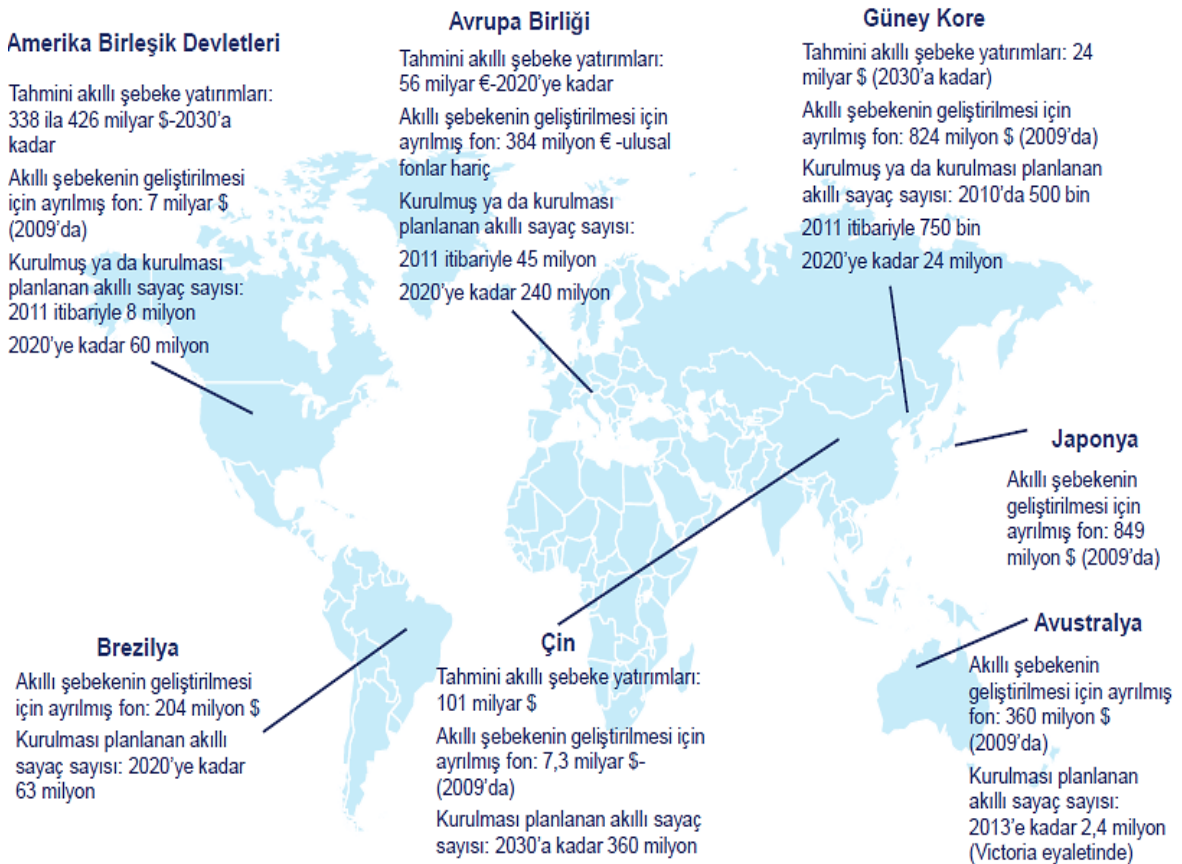 Amerika Birleşik Devletleri
Tahmini akıllı şebeke yatırımları:
338 ila 426 milyar $-2030’a
kadar
Akıllı şebekenin geliştirilmesi
için ayrılmış fon: 7 milyar $
(2009’da)
Kurulmuş ya da kurulması
planlanan akıllı sayaç sayısı:
2011 itibariyle 8 milyon
2020’ye kadar 60 milyon
Avrupa Birliği
Tahmini akıllı şebeke yatırımları:
56 milyar €-2020’ye kadar
Akıllı şebekenin geliştirilmesi için
ayrılmış fon: 384 milyon € -ulusal
fonlar hariç
Kurulmuş ya da kurulması
planlanan akıllı sayaç sayısı:
2011 itibariyle 45 milyon
2020’ye kadar 240 milyon
Güney Kore
Tahmini akıllı şebeke yatırımları: 24
milyar $ (2030’a kadar)
Akıllı şebekenin geliştirilmesi için
ayrılmış fon: 824 milyon $ (2009’da)
Kurulmuş ya da kurulması planlanan
akıllı sayaç sayısı: 2010’da 500 bin
2011 itibariyle 750 bin
2020’ye kadar 24 milyon
Japonya
Akıllı şebekenin
geliştirilmesi için
ayrılmış fon: 849
milyon $ (2009’da)
Brezilya
Akıllı şebekenin geliştirilmesi
için ayrılmış fon: 204 milyon $
Kurulması planlanan akıllı
sayaç sayısı: 2020’ye kadar
63 milyon
Çin
Tahmini akıllı şebeke yatırımları:
101 milyar $
Akıllı şebekenin geliştirilmesi için
ayrılmış fon: 7,3 milyar $-
(2009’da)
Kurulması planlanan akıllı sayaç
sayısı: 2030’a kadar 360 milyon
Avustralya
Akıllı şebekenin
geliştirilmesi için ayrılmış
fon: 360 milyon $
(2009’da)
Kurulması planlanan
akıllı sayaç sayısı:
2013’e kadar 2,4 milyon
(Victoria eyaletinde)